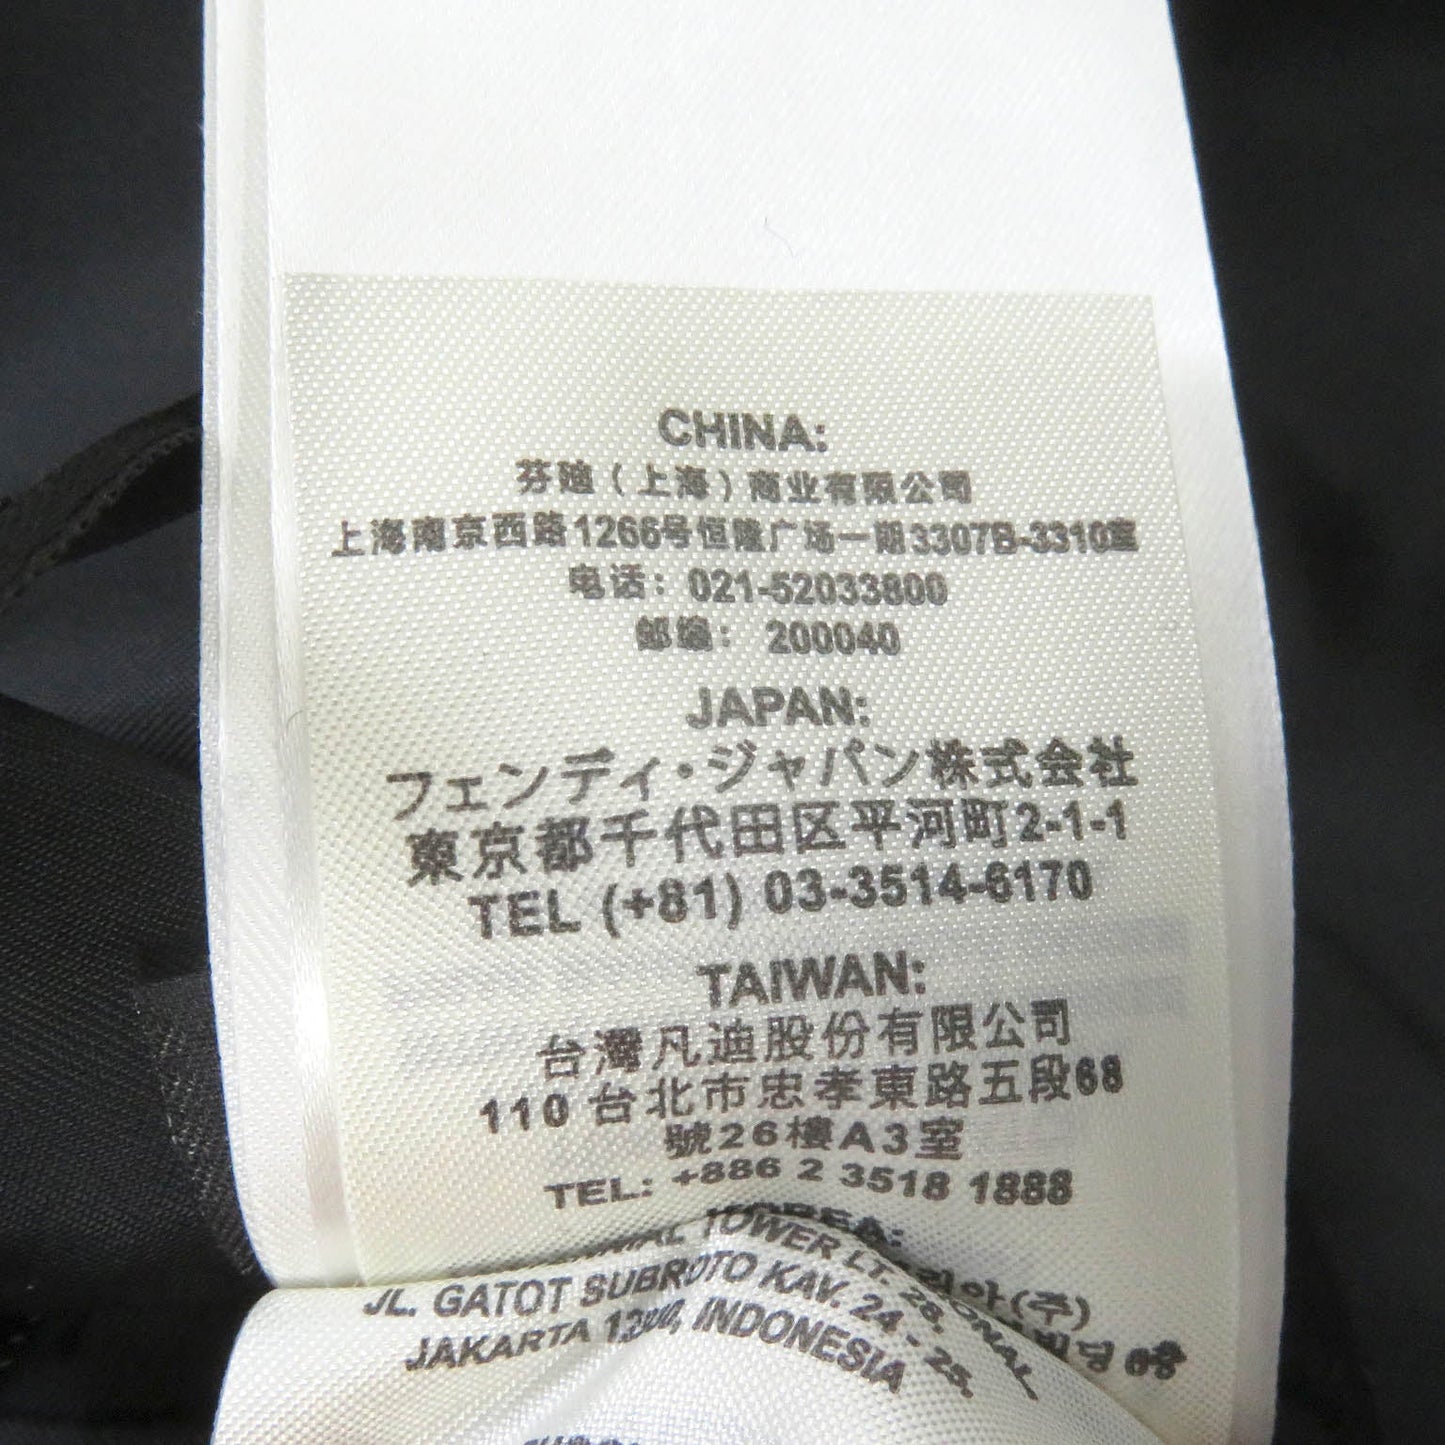 CHINA:
芬迪（上海）商业有限公司
上海南京西路1266号恒隆广场一期3307B-3310室
电话：021-52033800
邮编：200040
JAPAN:
フェンディ・ジャパン株式会社
東京都千代田区平河町2-1-1
TEL (+81) 03-3514-6170
TAIWAN:
台灣凡迪股份有限公司
110 台北市忠孝東路五段68
號26樓A3室
TEL: +886 2 3518 1888
KOREA:
TOWER LT. 28.
JL. GATOT SUBROTO KAV. 24 - 25.
JAKARTA INDONESIA
(주)